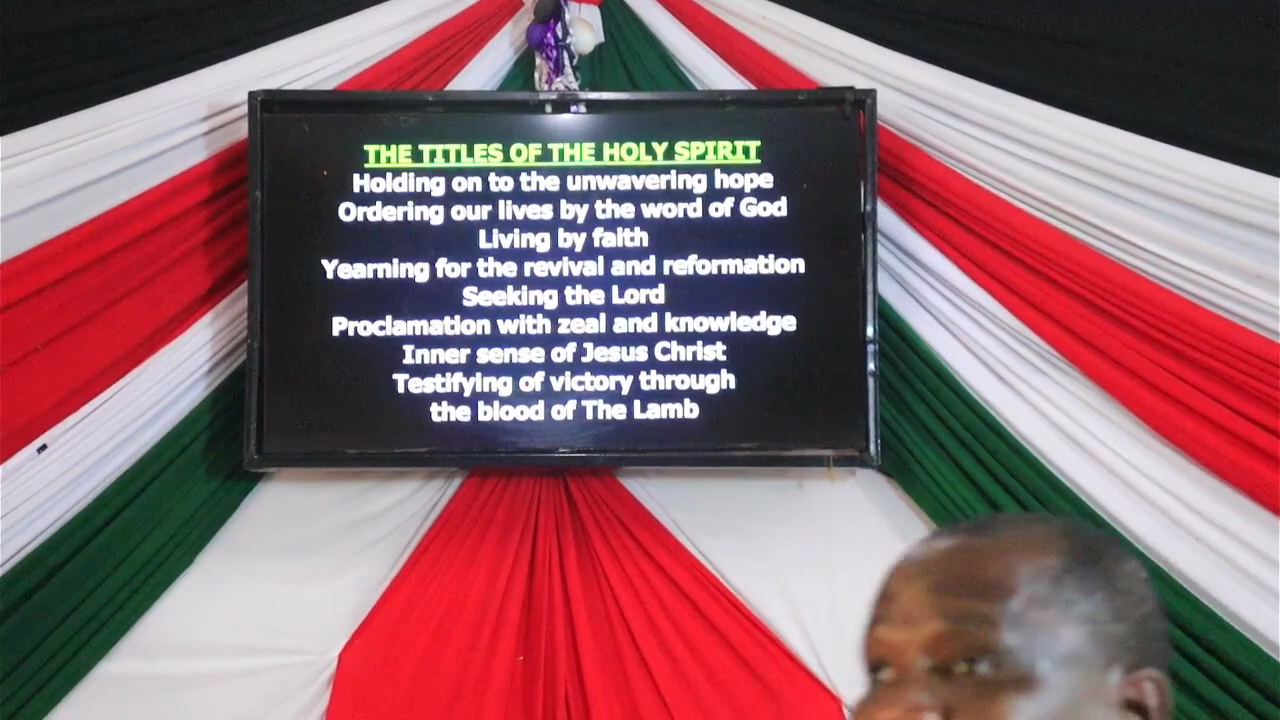 THE TITLES OF THE HOLY SPIRIT
Holding on to the unwavering hope
Ordering our lives by the word of God
Living by faith
Yearning for the revival and reformation
Seeking the Lord
Proclamation with zeal and knowledge
Inner sense of Jesus Christ
Testifying of victory through
the blood of The Lamb